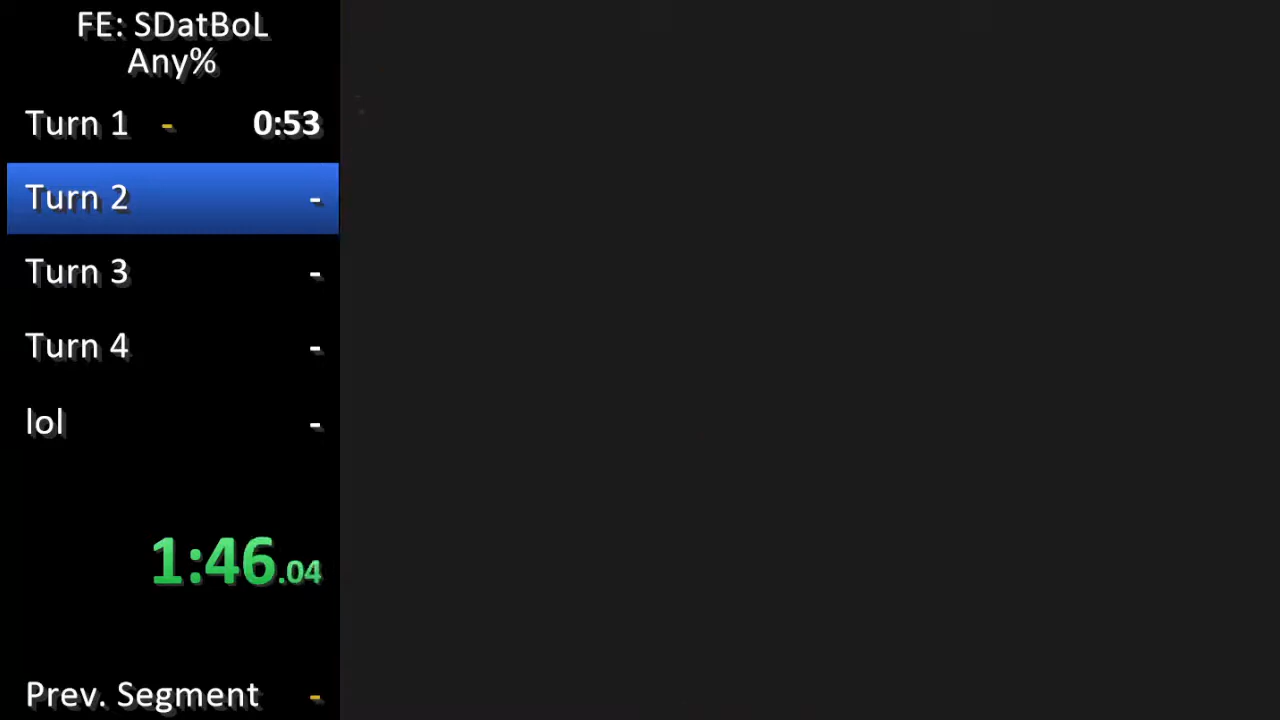 FE: SDatBoL
Any%
Turn 1 - 0:53
Turn 2 -
Turn 3 -
Turn 4 -
lol -
1:46.04
Prev. Segment -